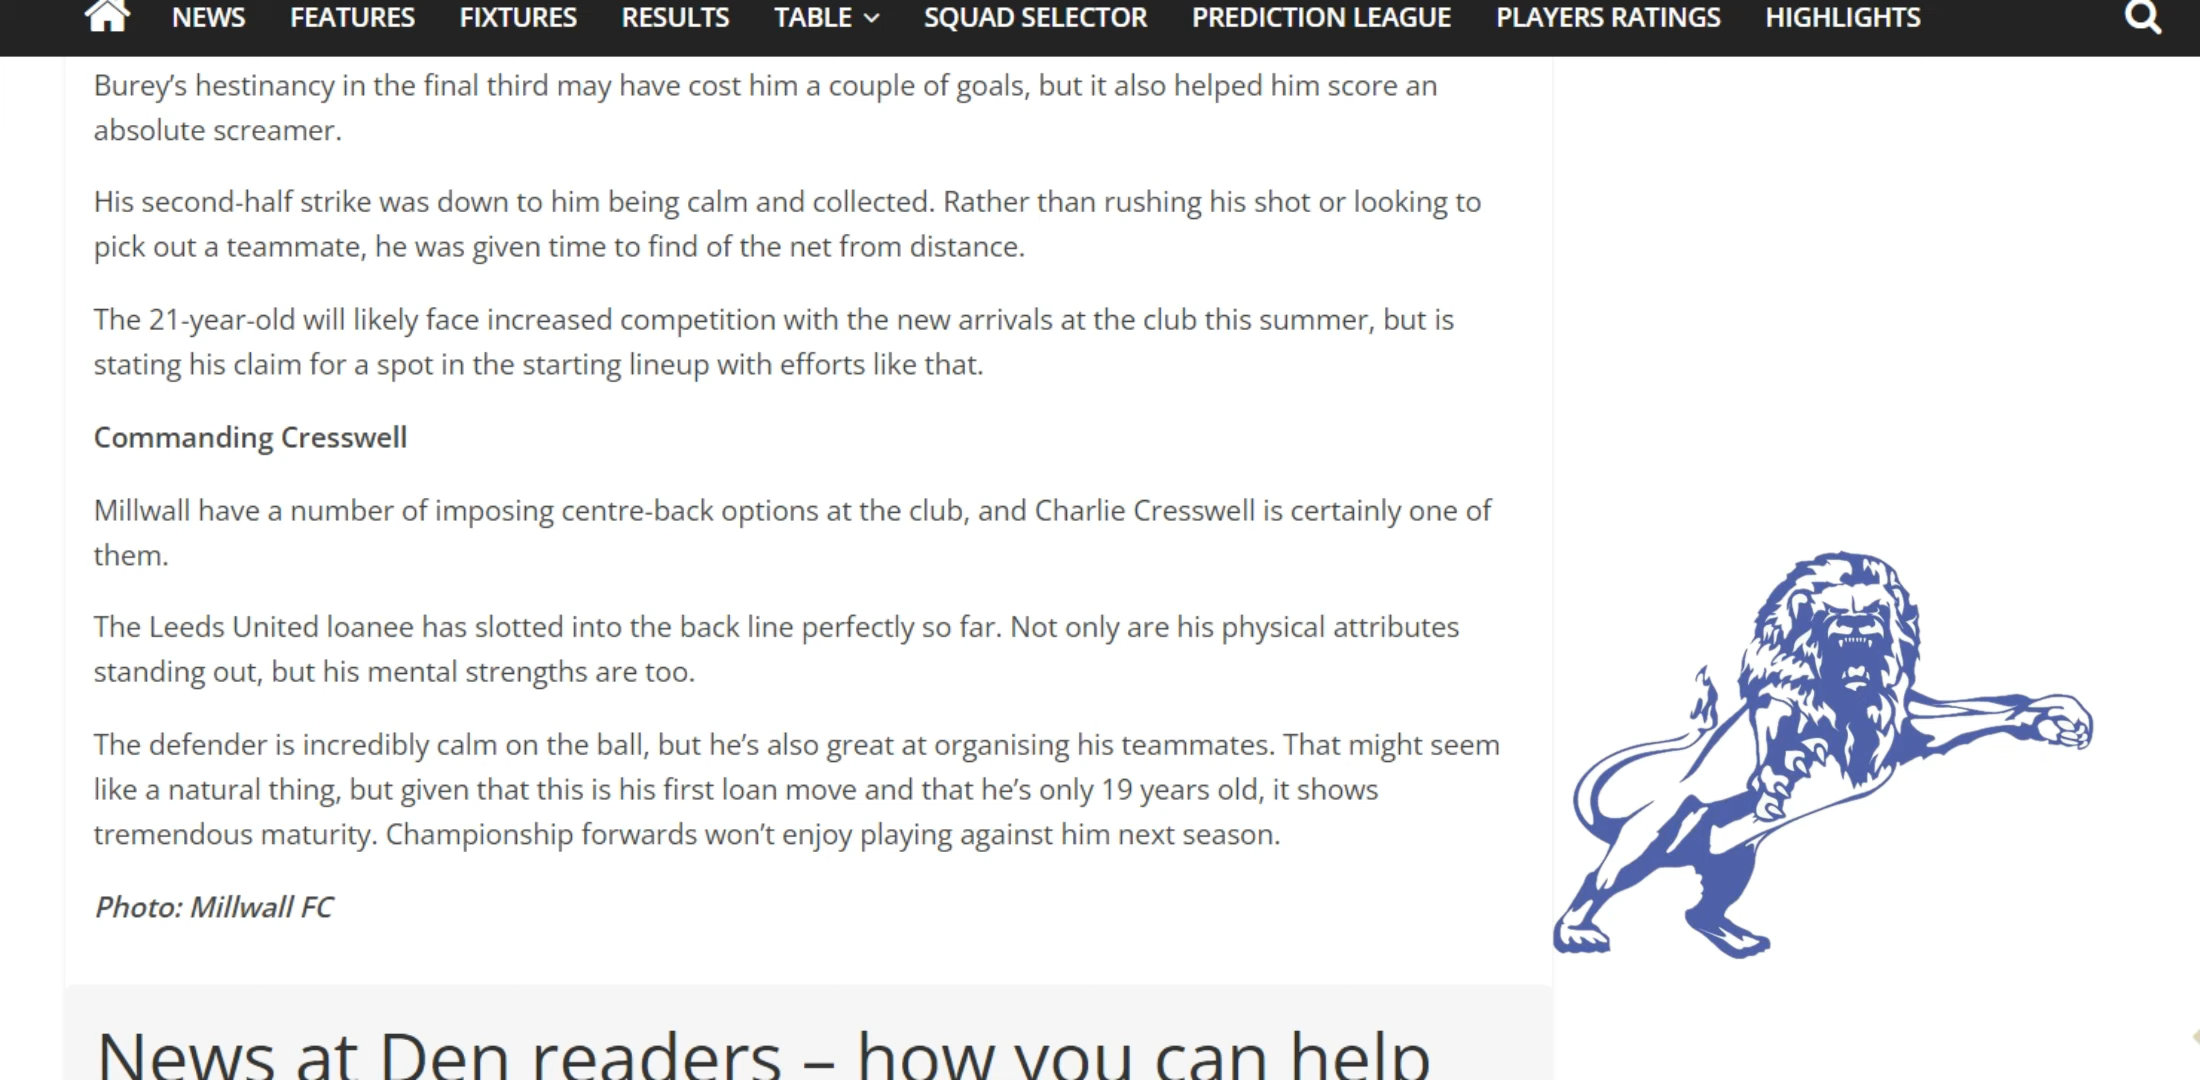 NEWS FEATURES FIXTURES RESULTS TABLE SQUAD SELECTOR PREDICTION LEAGUE PLAYERS RATINGS HIGHLIGHTS
Burey’s hestinancy in the final third may have cost him a couple of goals, but it also helped him score an
absolute screamer.
His second-half strike was down to him being calm and collected. Rather than rushing his shot or looking to
pick out a teammate, he was given time to find of the net from distance.
The 21-year-old will likely face increased competition with the new arrivals at the club this summer, but is
stating his claim for a spot in the starting lineup with efforts like that.
Commanding Cresswell
Millwall have a number of imposing centre-back options at the club, and Charlie Cresswell is certainly one of
them.
The Leeds United loanee has slotted into the back line perfectly so far. Not only are his physical attributes
standing out, but his mental strengths are too.
The defender is incredibly calm on the ball, but he’s also great at organising his teammates. That might seem
like a natural thing, but given that this is his first loan move and that he’s only 19 years old, it shows
tremendous maturity. Championship forwards won’t enjoy playing against him next season.
Photo: Millwall FC
News at Den readers – how you can help